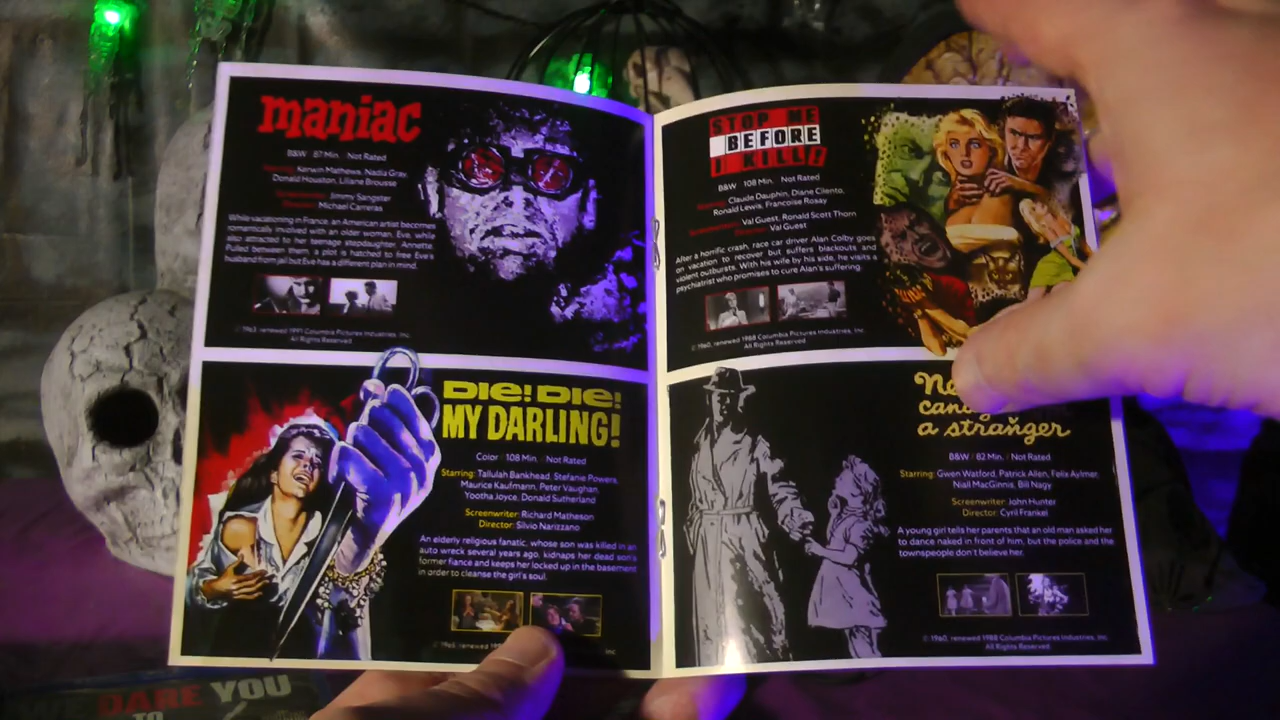 maniac
B&W 87 Min. Not Rated
Starring: Kerwin Mathews, Nadia Gray,
Donald Houston, Liliane Brousse
Jimmy Sangster
Director: Michael Carreras
While vacationing in France, an American artist becomes
romantically involved with an older woman, Eve, while
also attracted to her teenage stepdaughter, Annette.
Pulled between them, a plot is hatched to free Eve's
husband from jail but Eve has a different plan in mind.
© 1963, renewed 1991 Columbia Pictures Industries, Inc.
All Rights Reserved
DIE! DIE!
MY DARLING!
Color 108 Min. Not Rated
Starring: Tallulah Bankhead, Stefanie Powers,
Maurice Kaufmann, Peter Vaughan,
Yootha Joyce, Donald Sutherland
Screenwriter: Richard Matheson
Director: Silvio Narizzano
An elderly religious fanatic, whose son was killed in an
auto wreck several years ago, kidnaps her dead son's
former fiance and keeps her locked up in the basement
in order to cleanse the girl's soul.
© 1965, renewed Inc
STOP ME
BEFORE
I KILL!
B&W 108 Min. Not Rated
Claude Dauphin, Diane Cilento,
Ronald Lewis, Francoise Rosay
Val Guest, Ronald Scott Thorn
Val Guest
After a horrific crash, race car driver Alan Colby goes
on vacation to recover but suffers blackouts and
violent outbursts. With his wife by his side, he visits a
psychiatrist who promises to cure Alan's suffering.
© 1960, renewed 1988 Columbia Pictures Industries, Inc.
All Rights Reserved
a stranger
B&W 82 Min. Not Rated
Starring: Gwen Watford, Patrick Allen, Felix Aylmer,
Niall MacGinnis, Bill Nagy
Screenwriter: John Hunter
Director: Cyril Frankel
A young girl tells her parents that an old man asked her
to dance naked in front of him, but the police and the
townspeople don't believe her.
© 1960, renewed 1988 Columbia Pictures Industries, Inc.
All Rights Reserved
DARE YOU
TO